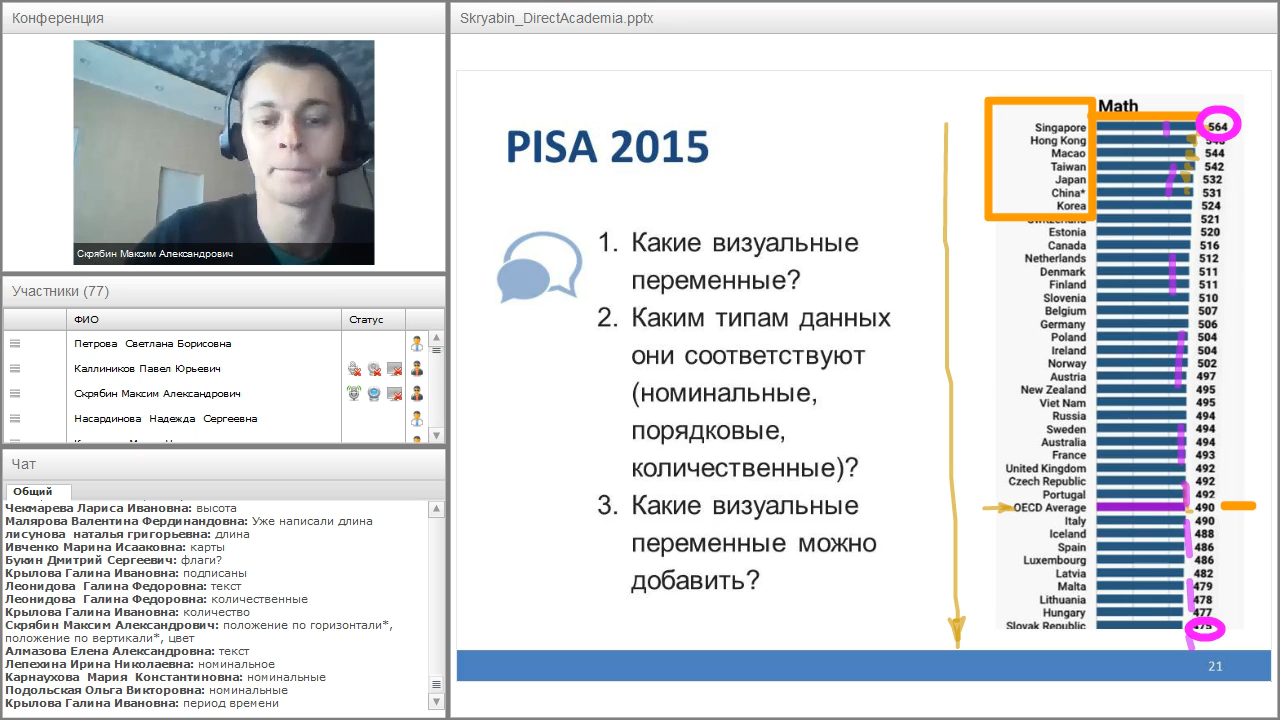 Конференция
Скрябин Максим Александрович
Участники (77)
ФИО Статус
Петрова Светлана Борисовна
Каллиников Павел Юрьевич
Скрябин Максим Александрович
Насардинова Надежда Сергеевна
Чат
Общий
Чекмарева Лариса Ивановна: высота
Малярова Валентина Фердинандовна: Уже написали длина
лисунова наталья григорьевна: длина
Ивченко Марина Исааковна: карты
Букин Дмитрий Сергеевич: флаги?
Крылова Галина Ивановна: подписаны
Леонидова Галина Федоровна: текст
Леонидова Галина Федоровна: количественные
Крылова Галина Ивановна: количество
Скрябин Максим Александрович: положение по горизонтали*,
положение по вертикали*, цвет
Алмазова Елена Александровна: текст
Лепехина Ирина Николаевна: номинальное
Карнаухова Мария Константиновна: номинальные
Подольская Ольга Викторовна: номинальные
Крылова Галина Ивановна: период времени
Skryabin_DirectAcademia.pptx
PISA 2015
1. Какие визуальные
переменные?
2. Каким типам данных
они соответствуют
(номинальные,
порядковые,
количественные)?
3. Какие визуальные
переменные можно
добавить?
Math
Singapore 564
Hong Kong
Macao 544
Taiwan 542
Japan 532
China* 531
Korea 524
Switzerland 521
Estonia 520
Canada 516
Netherlands 512
Denmark 511
Finland 511
Slovenia 510
Belgium 507
Germany 506
Poland 504
Ireland 504
Norway 502
Austria 497
New Zealand 495
Viet Nam 495
Russia 494
Sweden 494
Australia 494
France 493
United Kingdom 492
Czech Republic 492
Portugal 492
OECD Average 490
Italy 490
Iceland 488
Spain 486
Luxembourg 486
Latvia 482
Malta 479
Lithuania 478
Hungary 477
Slovak Republic 475
21